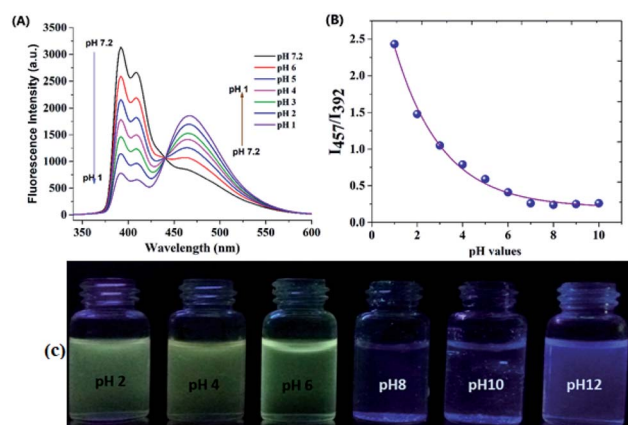 (A)
pH 7.2
pH 1
Fluorescence Intensity (a.u.)
3500
3000
2500
2000
1500
1000
500
0
350 400 450 500 550 600
Wavelength (nm)
pH 7.2
pH 6
pH 5
pH 4
pH 3
pH 2
pH 1
pH 1
pH 7.2
(B)
I457/I392
2.5
2.0
1.5
1.0
0.5
0.0
0 2 4 6 8 10
pH values
(c)
pH 2 pH 4 pH 6 pH8 pH10 pH12